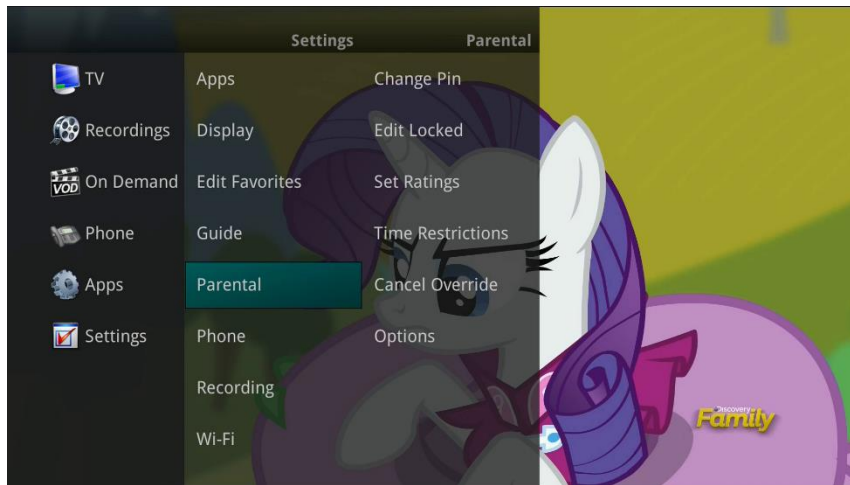 Settings Parental
TV
Recordings
VOD
On Demand
Phone
Apps
Settings
Apps
Display
Edit Favorites
Guide
Parental
Phone
Recording
Wi-Fi
Change Pin
Edit Locked
Set Ratings
Time Restrictions
Cancel Override
Options
Discovery
Family